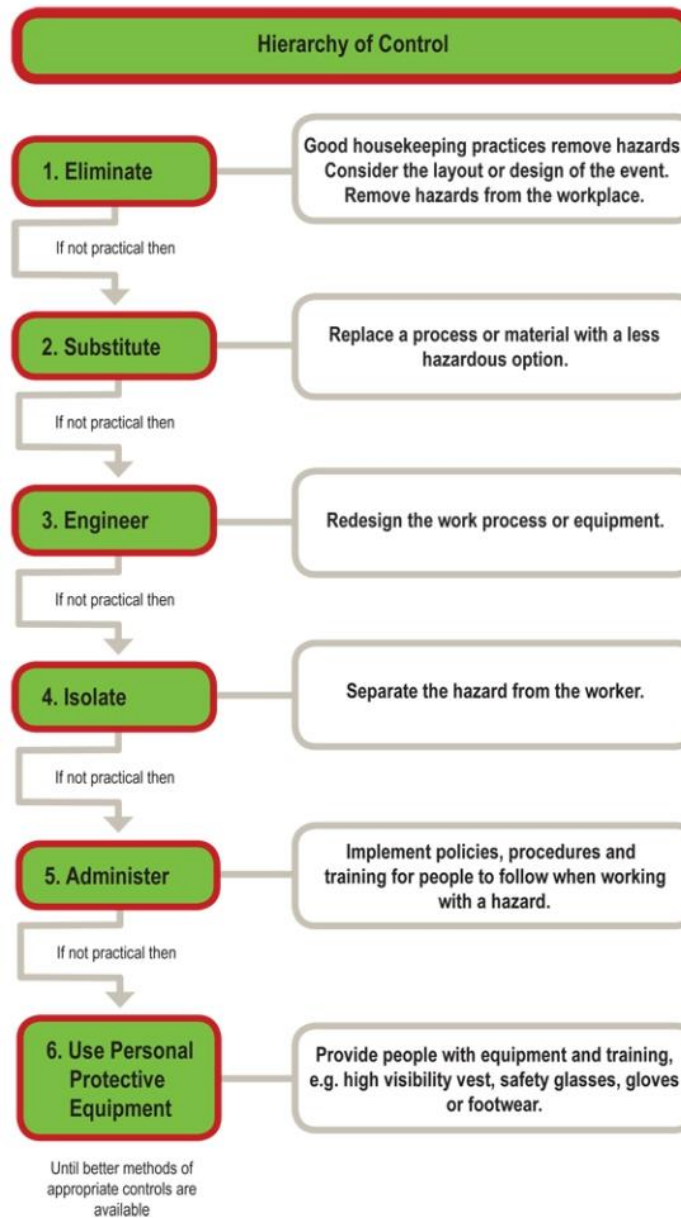 Hierarchy of Control
1. Eliminate
Good housekeeping practices remove hazards.
Consider the layout or design of the event.
Remove hazards from the workplace.
If not practical then
2. Substitute
Replace a process or material with a less
hazardous option.
If not practical then
3. Engineer
Redesign the work process or equipment.
If not practical then
4. Isolate
Separate the hazard from the worker.
If not practical then
5. Administer
Implement policies, procedures and
training for people to follow when working
with a hazard.
If not practical then
6. Use Personal
Protective
Equipment
Provide people with equipment and training,
e.g. high visibility vest, safety glasses, gloves
or footwear.
Until better methods of
appropriate controls are
available